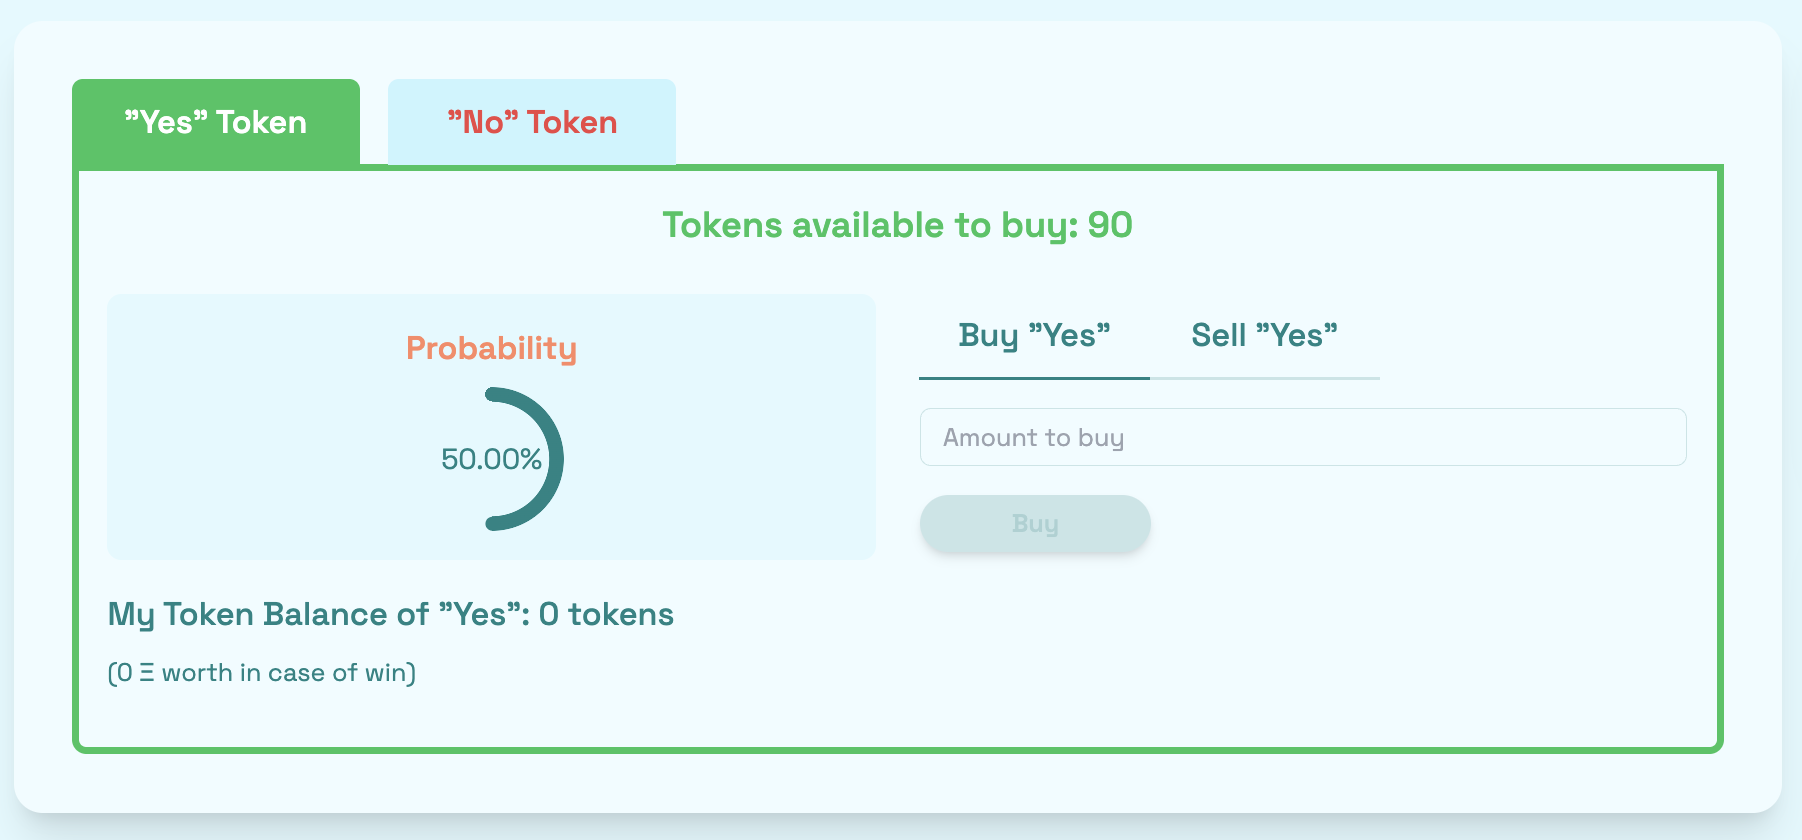 ”Yes” Token
”No” Token
Tokens available to buy: 90
Probability
50.00%
Buy ”Yes”
Sell ”Yes”
Amount to buy
Buy
My Token Balance of ”Yes”: 0 tokens
(0 Ξ worth in case of win)